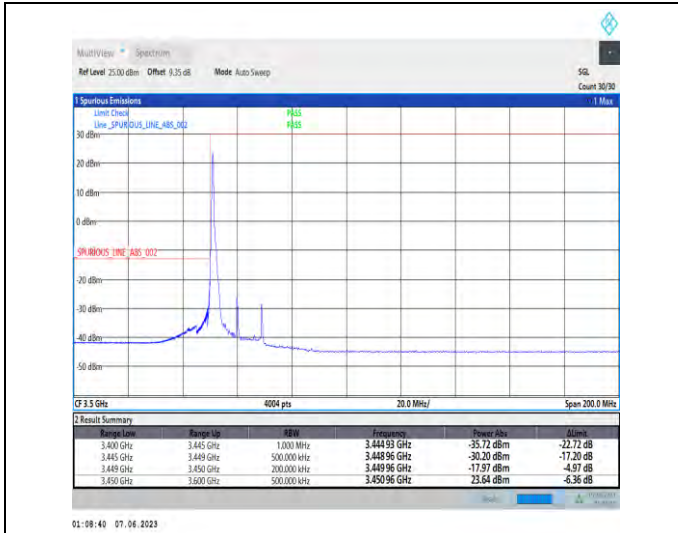 MultiView Spectrum
Ref Level 25.00 dBm Offset 9.35 dB Mode Auto Sweep SGL
Count 30/30
1 Spurious Emissions 1 Max
Limit Check PASS
Line _SPURIOUS_LINE_ABS_002 PASS
30 dBm
20 dBm
10 dBm
0 dBm
_SPURIOUS_LINE_ABS_002
-20 dBm
-30 dBm
-40 dBm
-50 dBm
CF 3.5 GHz 4004 pts 20.0 MHz/ Span 200.0 MHz
2 Result Summary
Range Low Range Up RBW Frequency Power Abs ΔLimit
3.400 GHz 3.445 GHz 1.000 MHz 3.444 93 GHz -35.72 dBm -22.72 dB
3.445 GHz 3.449 GHz 500.000 kHz 3.448 96 GHz -30.20 dBm -17.20 dB
3.449 GHz 3.450 GHz 200.000 kHz 3.449 96 GHz -17.97 dBm -4.97 dB
3.450 GHz 3.600 GHz 500.000 kHz 3.450 96 GHz 23.64 dBm -6.36 dB
01:08:40 07.06.2023